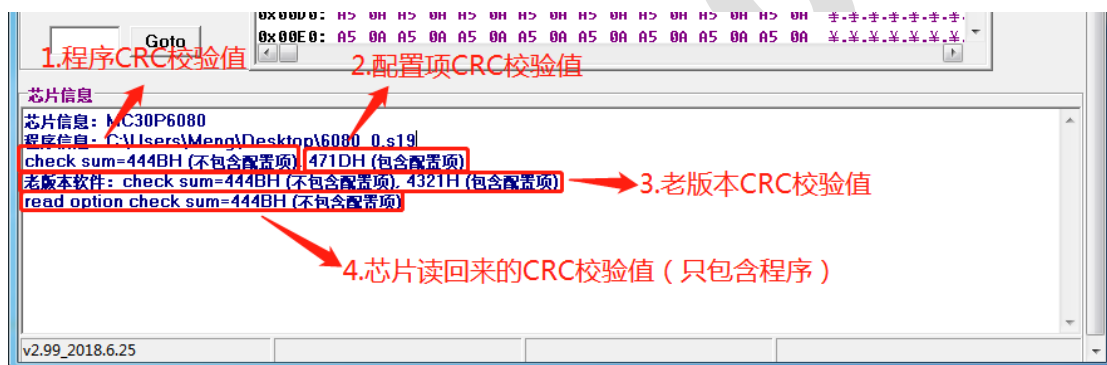 0x00D0: A5 0A A5 0A A5 0A A5 0A A5 0A A5 0A A5 0A A5 0A ¥.¥.¥.¥.¥.¥.¥.¥.
Goto
0x00E0: A5 0A A5 0A A5 0A A5 0A A5 0A A5 0A A5 0A A5 0A ¥.¥.¥.¥.¥.¥.¥.¥.
1.程序CRC校验值
2.配置项CRC校验值
芯片信息
芯片信息：MC30P6080
程序信息：C:\Users\Meng\Desktop\6080_0.s19
check sum=444BH (不包含配置项), 471DH (包含配置项)
老版本软件：check sum=444BH (不包含配置项), 4321H (包含配置项)
3.老版本CRC校验值
read option check sum=444BH (不包含配置项)
4.芯片读回来的CRC校验值（只包含程序）
v2.99_2018.6.25